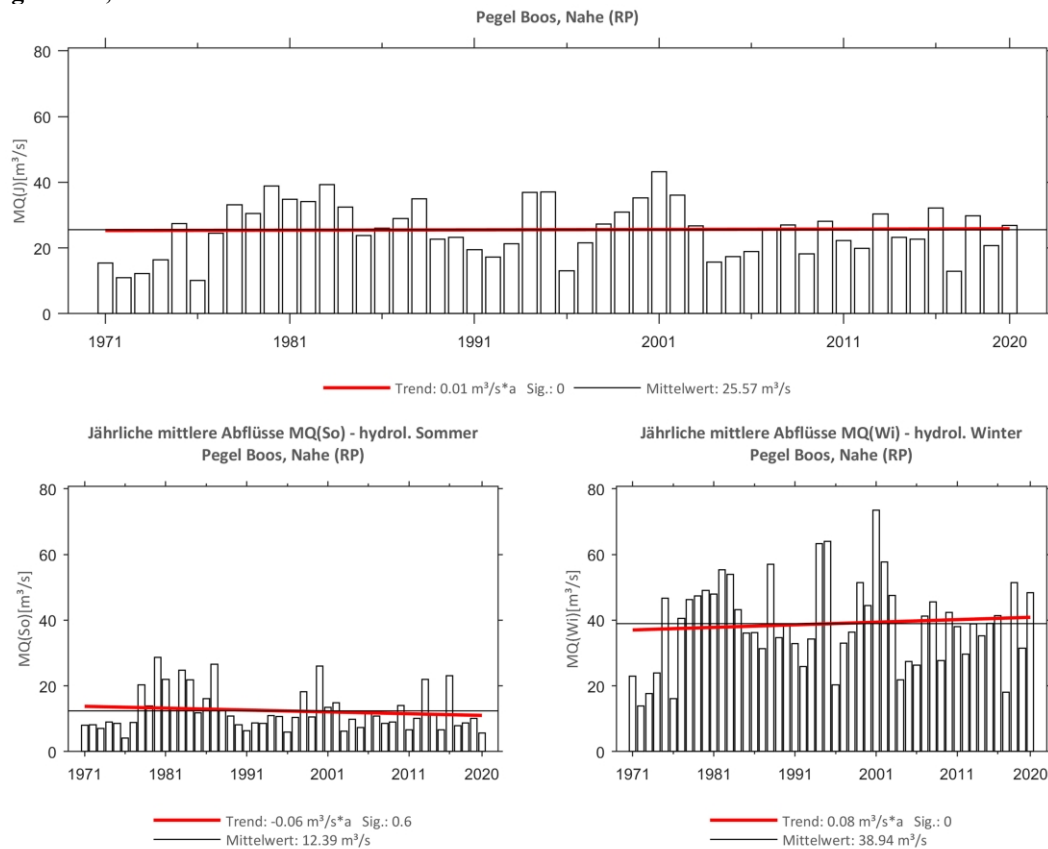 Pegel Boos, Nahe (RP)
80
60
40
20
0
MQ(J)[m³/s]
1971 1981 1991 2001 2011 2020
Trend: 0.01 m³/s*a Sig.: 0 Mittelwert: 25.57 m³/s
Jährliche mittlere Abflüsse MQ(So) - hydrol. Sommer
Pegel Boos, Nahe (RP)
80
60
40
20
0
MQ(So)[m³/s]
1971 1981 1991 2001 2011 2020
Trend: -0.06 m³/s*a Sig.: 0.6
Mittelwert: 12.39 m³/s
Jährliche mittlere Abflüsse MQ(Wi) - hydrol. Winter
Pegel Boos, Nahe (RP)
80
60
40
20
0
MQ(Wi)[m³/s]
1971 1981 1991 2001 2011 2020
Trend: 0.08 m³/s*a Sig.: 0
Mittelwert: 38.94 m³/s